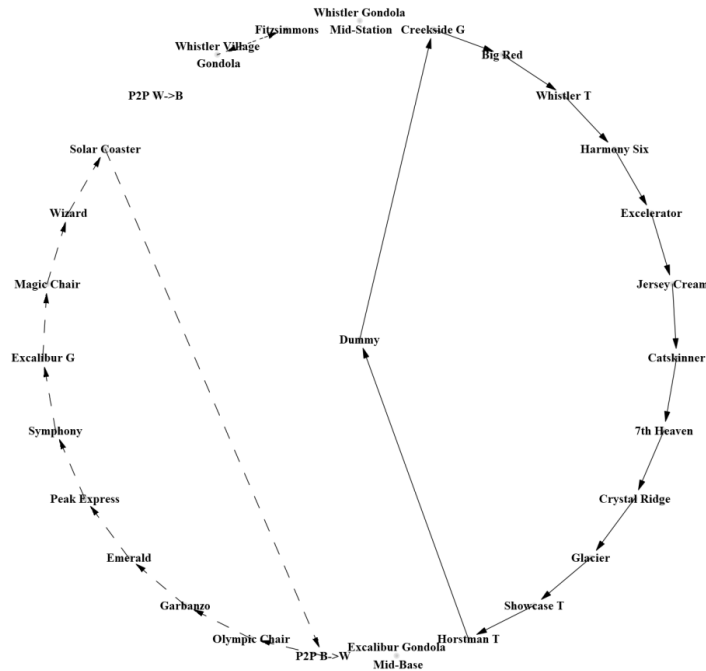 Whistler Gondola
Mid-Station
Creekside G
Big Red
Whistler T
Harmony Six
Excelerator
Jersey Cream
Catskinner
7th Heaven
Crystal Ridge
Glacier
Showcase T
Horstman T
Excalibur Gondola
Mid-Base
P2P B->W
Olympic Chair
Garbanzo
Emerald
Peak Express
Symphony
Excalibur G
Magic Chair
Wizard
Solar Coaster
P2P W->B
Whistler Village
Gondola
Fitzsimmons
Dummy